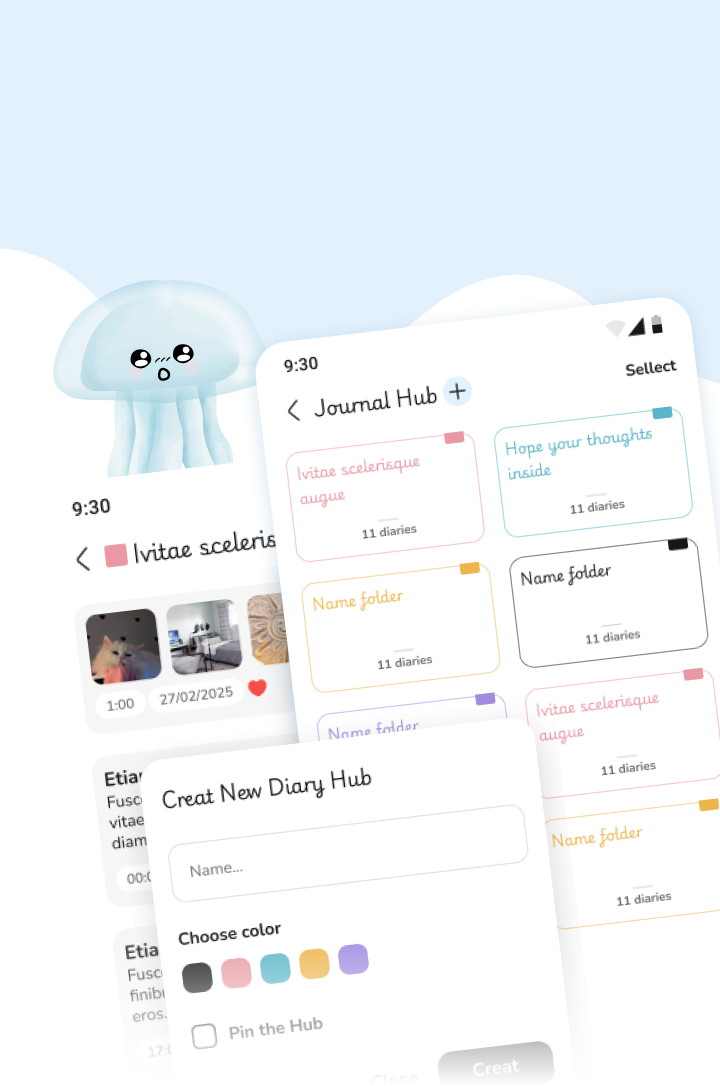 9:30
Sellect
Journal Hub
Ivitae scelerisque
augue
11 diaries
Hope your thoughts
inside
11 diaries
Name folder
11 diaries
Name folder
11 diaries
Name folder
Ivitae scelerisque
augue
11 diaries
Name folder
11 diaries
9:30
Ivitae sceleris
1:00
27/02/2025
Etiar
Fusc
vitae
diam
00:0
Etia
Fusc
finibu
eros.
17:0
Creat New Diary Hub
Name...
Choose color
Pin the Hub
Close
Creat